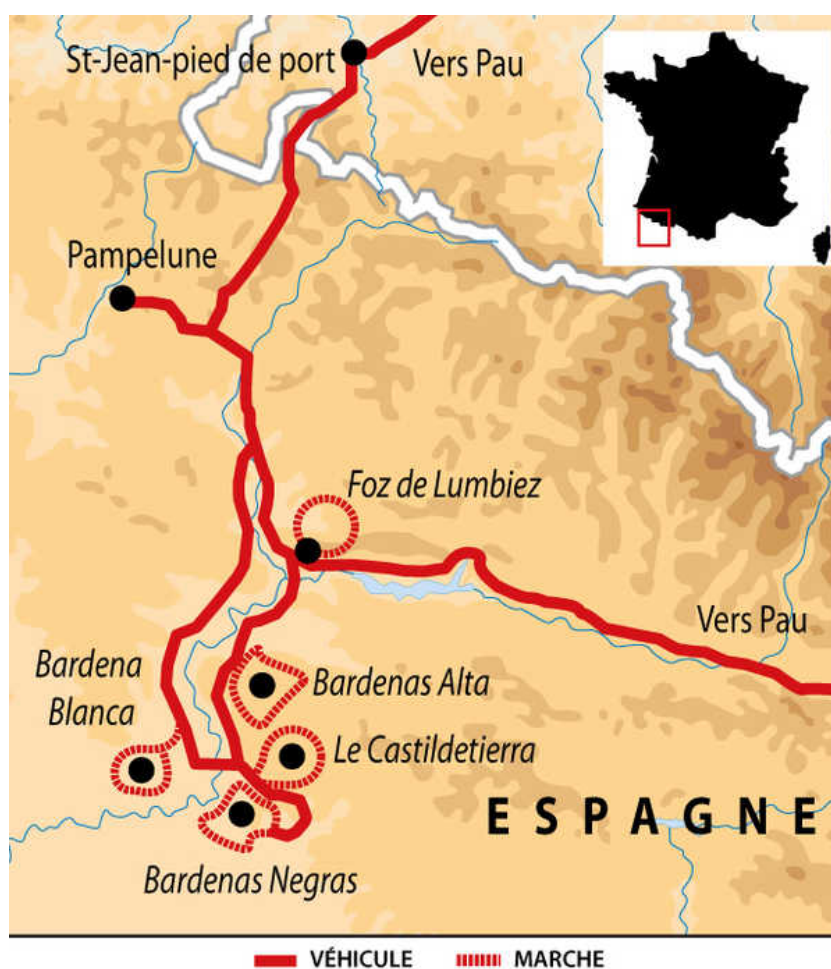 St-Jean-pied de port
Vers Pau
Pampelune
Foz de Lumbiez
Vers Pau
Bardena
Blanca
Bardenas Alta
Le Castildetierra
ESPAGNE
Bardenas Negras
VÉHICULE
MARCHE